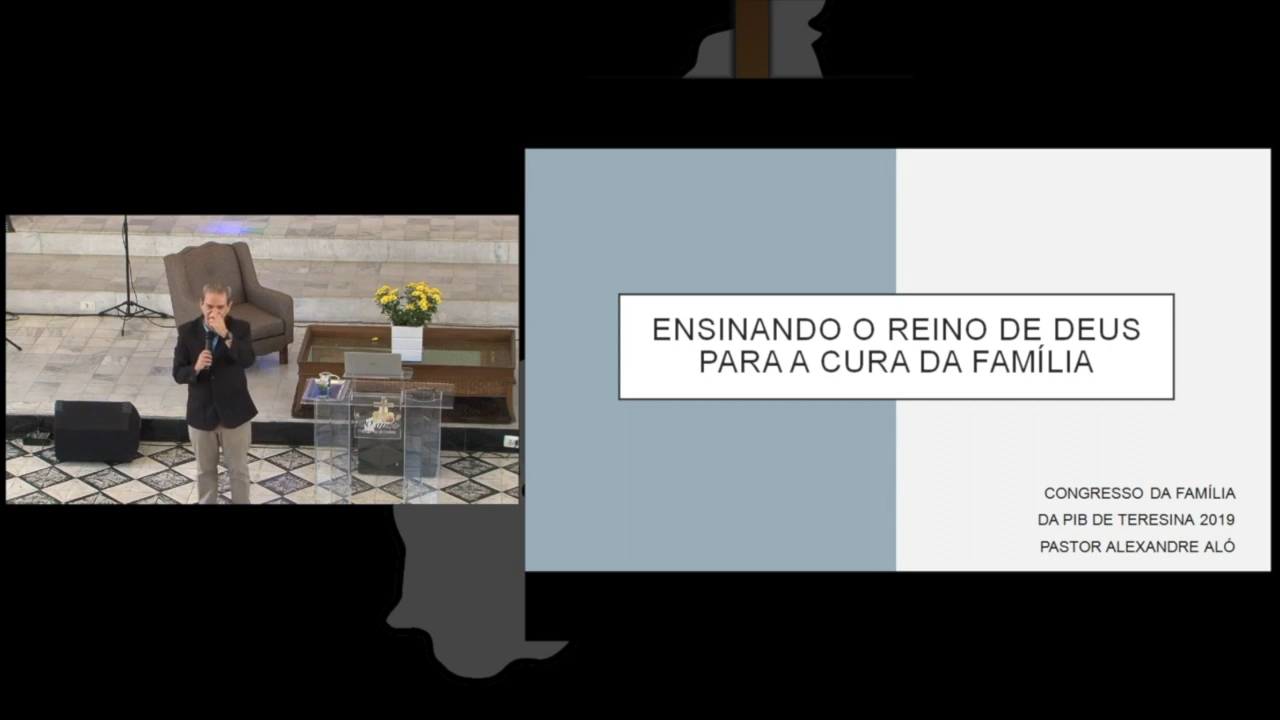 ENSINANDO O REINO DE DEUS
PARA A CURA DA FAMÍLIA
CONGRESSO DA FAMÍLIA
DA PIB DE TERESINA 2019
PASTOR ALEXANDRE ALÓ